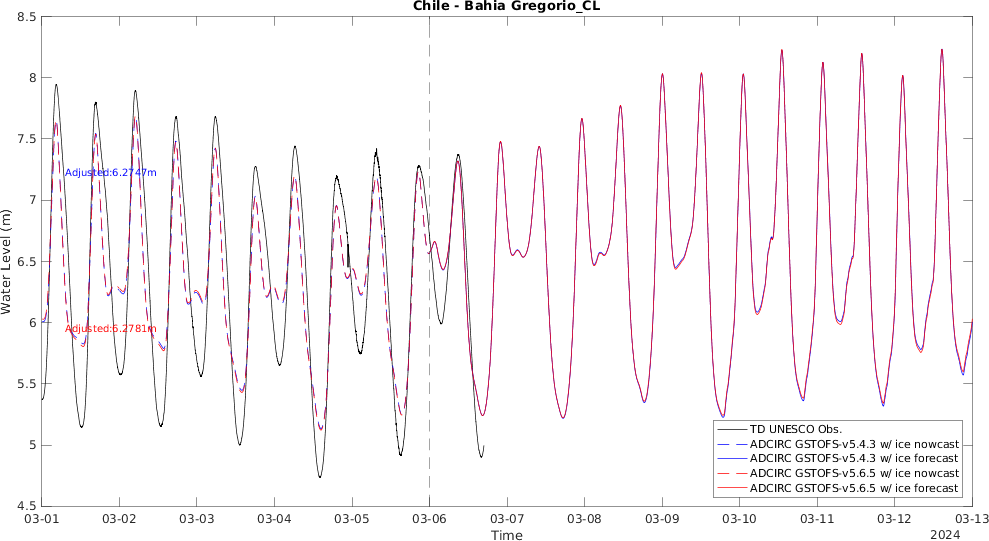 Chile - Bahia Gregorio_CL
8.5
8
7.5
7
6.5
6
5.5
5
4.5
Water Level (m)
Adjusted:6.2747m
Adjusted:6.2781m
TD UNESCO Obs.
ADCIRC GSTOFS-v5.4.3 w/ ice nowcast
ADCIRC GSTOFS-v5.4.3 w/ ice forecast
ADCIRC GSTOFS-v5.6.5 w/ ice nowcast
ADCIRC GSTOFS-v5.6.5 w/ ice forecast
03-01 03-02 03-03 03-04 03-05 03-06 03-07 03-08 03-09 03-10 03-11 03-12 03-13
Time
2024